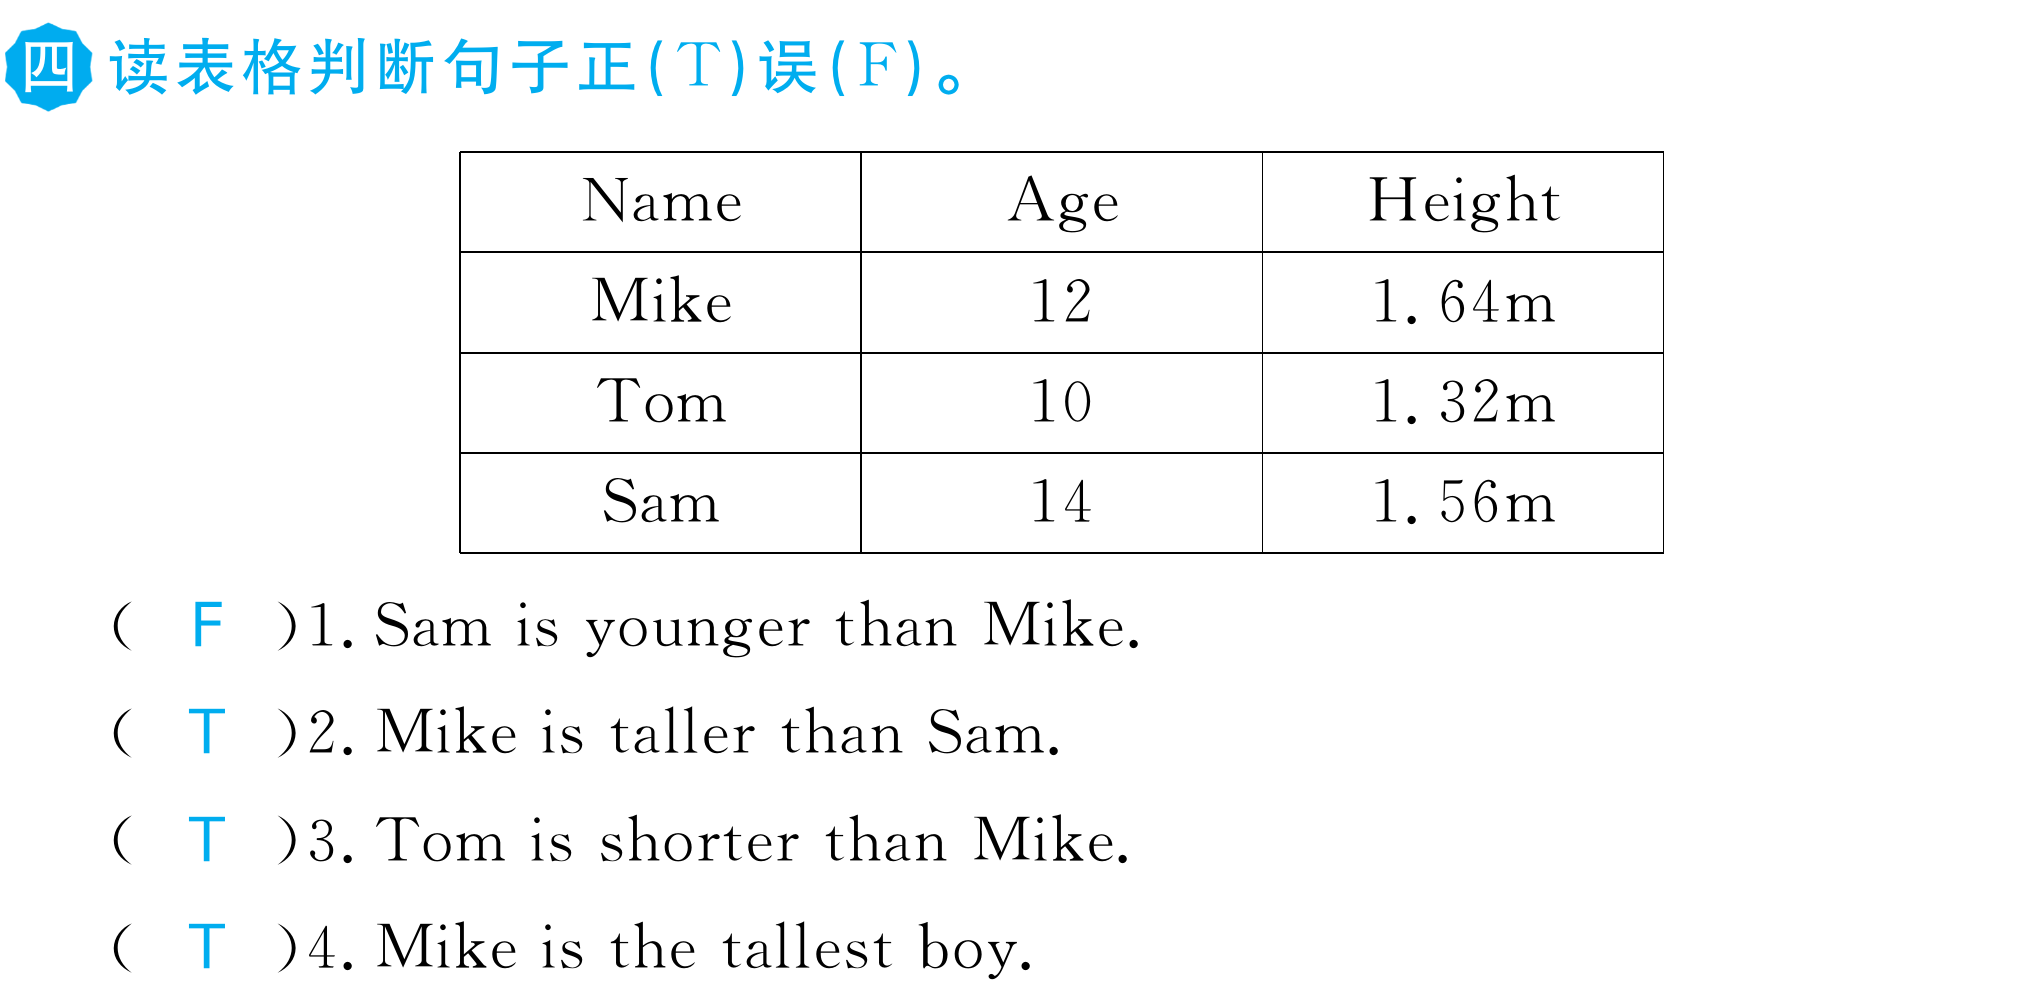 四 读表格判断句子正(T)误(F)。
Name Age Height
Mike 12 1.64m
Tom 10 1.32m
Sam 14 1.56m
( F )1. Sam is younger than Mike.
( T )2. Mike is taller than Sam.
( T )3. Tom is shorter than Mike.
( T )4. Mike is the tallest boy.